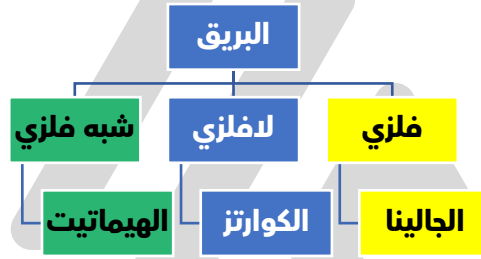 البريق
فلزي
لافلزي
شبه فلزي
الجالينا
الكوارتز
الهيماتيت